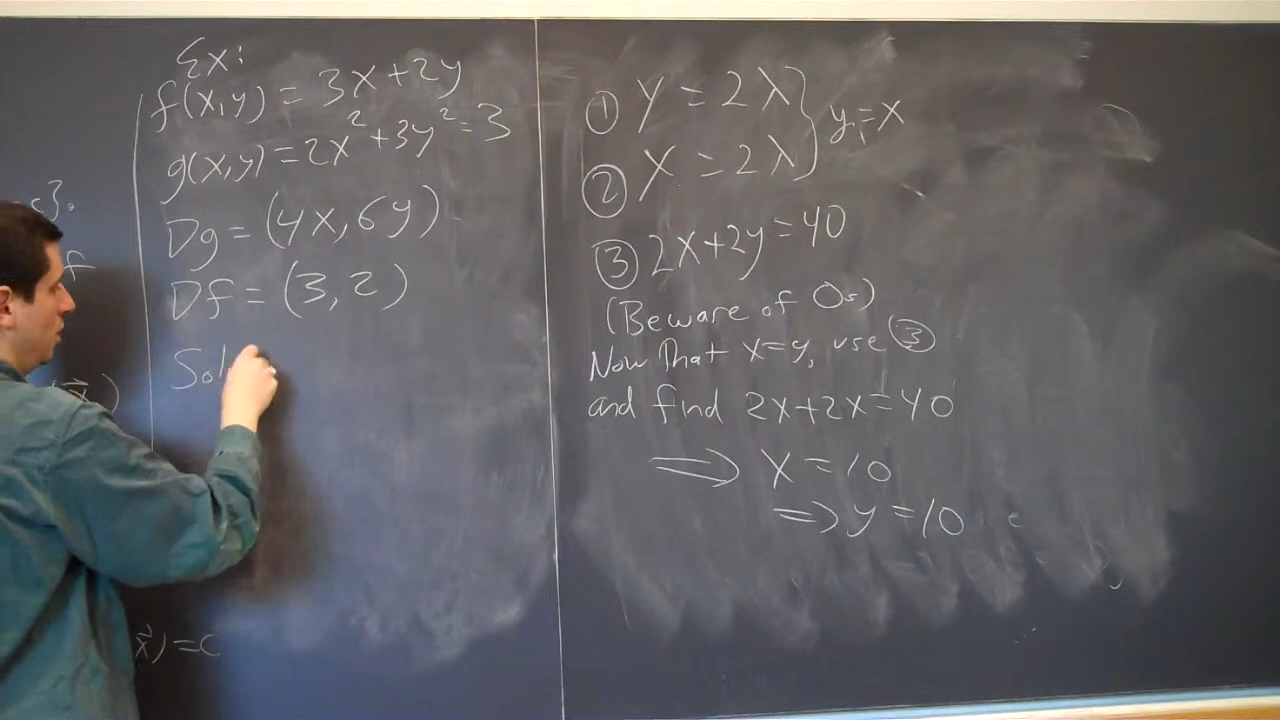 Ex:
f(x,y) = 3x+2y
g(x,y) = 2x²+3y² = 3
Dg = (4x, 6y)
Df = (3, 2)
Sol
x⃗) = c
① y = 2λ } y = x
② x = 2λ
③ 2x+2y = 40
(Beware of 0s)
Now that x=y, use ③
and find 2x+2x=40
⟹ x = 10
⟹ y = 10